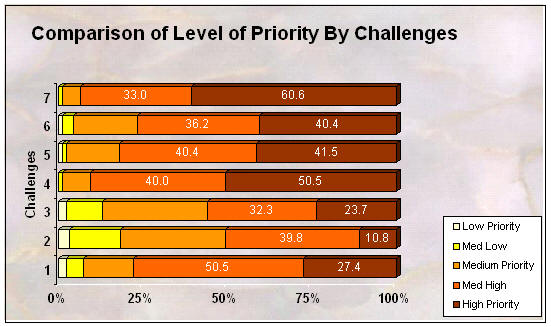 Comparison of Level of Priority By Challenges
Challenges
7 33.0 60.6
6 36.2 40.4
5 40.4 41.5
4 40.0 50.5
3 32.3 23.7
2 39.8 10.8
1 50.5 27.4
0% 25% 50% 75% 100%
Low Priority
Med Low
Medium Priority
Med High
High Priority